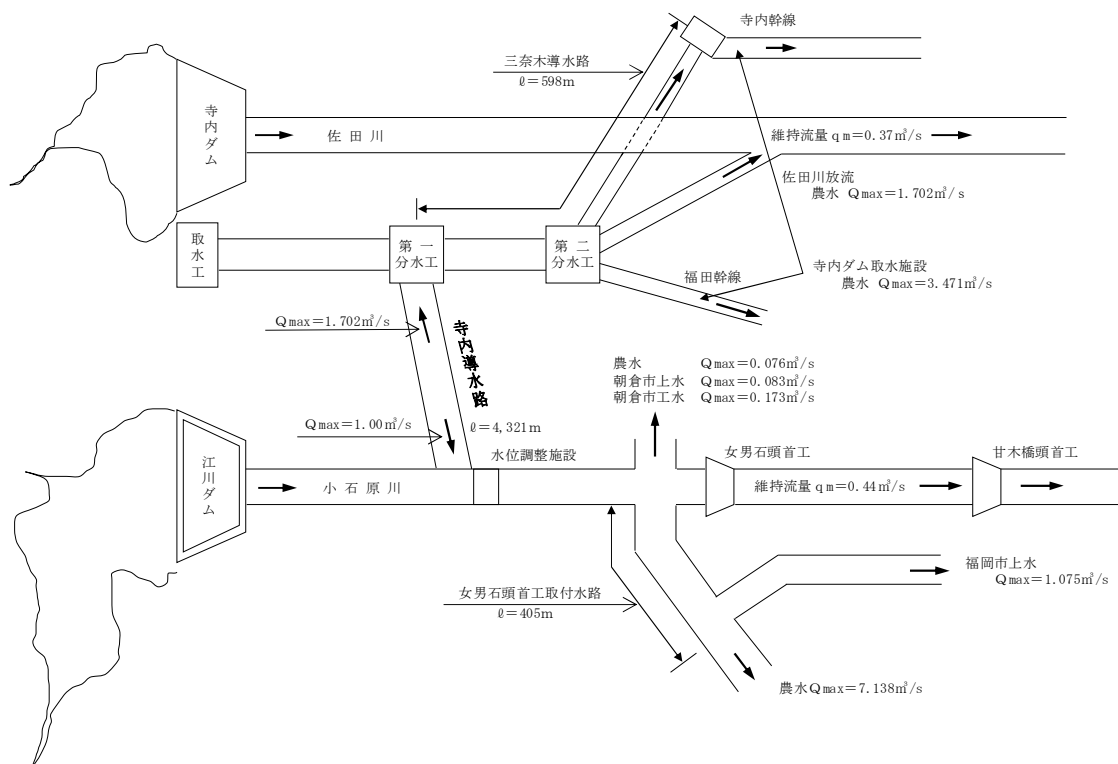 寺内幹線
三奈木導水路
ℓ=598m
寺内ダム
佐田川
維持流量 qm=0.37㎥/s
佐田川放流
農水 Qmax=1.702㎥/s
取水工
第一
分水工
第二
分水工
福田幹線
寺内ダム取水施設
農水 Qmax=3.471㎥/s
Qmax=1.702㎥/s
寺内導水路
農水 Qmax=0.076㎥/s
朝倉市上水 Qmax=0.083㎥/s
朝倉市工水 Qmax=0.173㎥/s
Qmax=1.00㎥/s
ℓ=4,321m
水位調整施設
女男石頭首工
甘木橋頭首工
江川ダム
小石原川
維持流量 qm=0.44㎥/s
福岡市上水
Qmax=1.075㎥/s
女男石頭首工取付水路
ℓ=405m
農水Qmax=7.138㎥/s